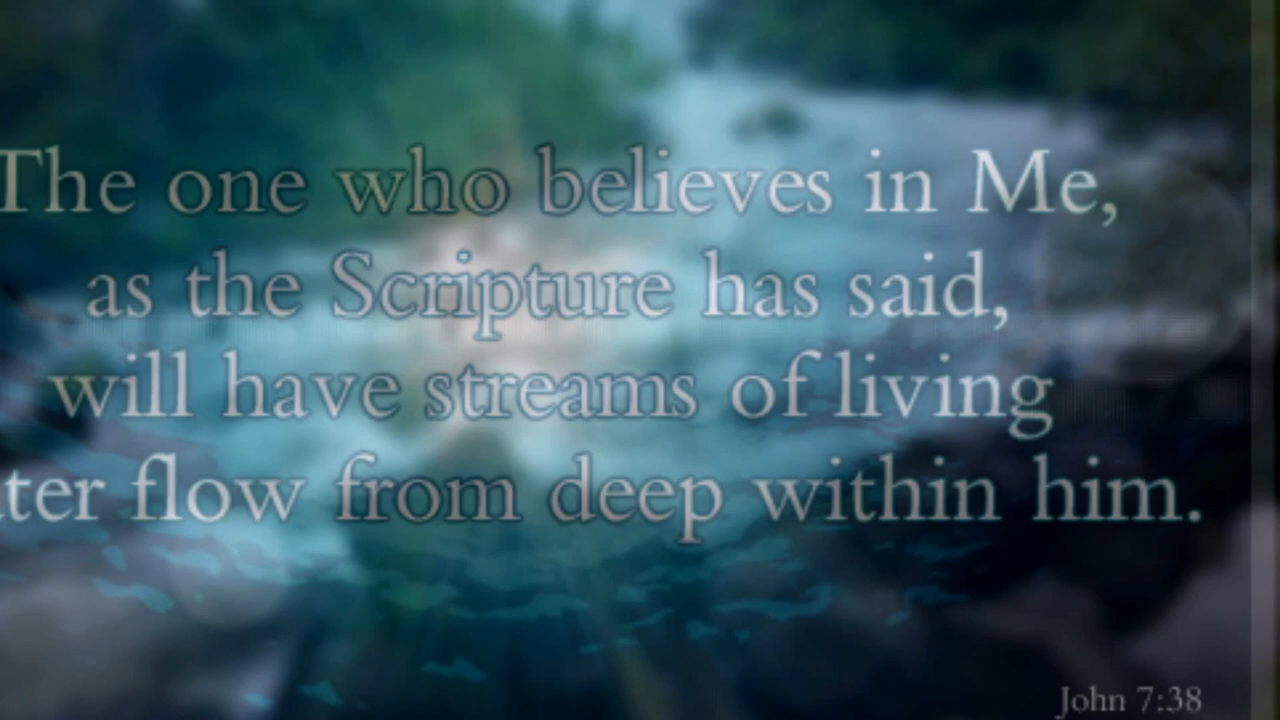 The one who believes in Me,
as the Scripture has said,
will have streams of living
ter flow from deep within him.
John 7:38